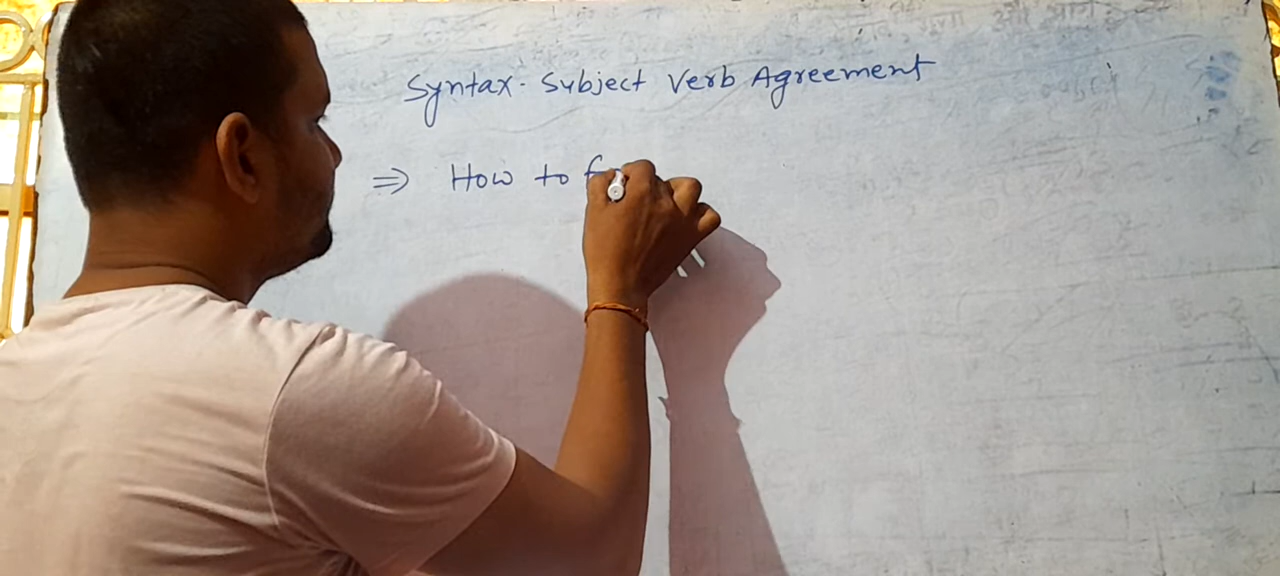 Syntax - Subject Verb Agreement
⇒ How to f